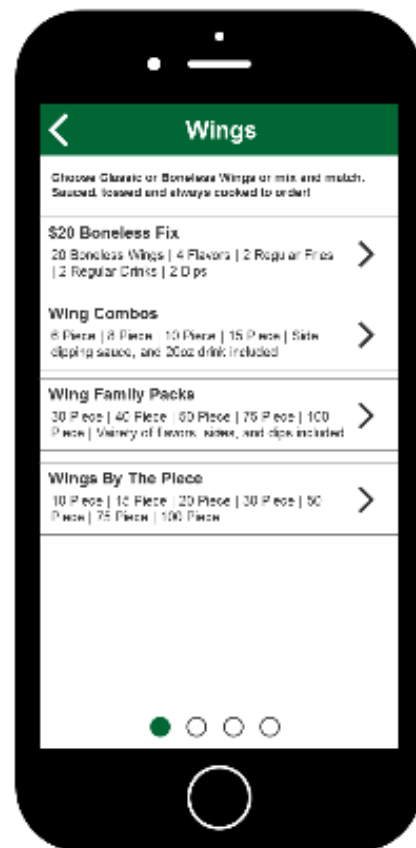 Wings
Choose Classic or Boneless Wings or mix and match.
Sauced, tossed and always cooked to order!
$20 Boneless Fix
20 Boneless Wings | 4 Flavors | 2 Regular Fries
| 2 Regular Drinks | 2 Dips
Wing Combos
6 Piece | 8 Piece | 10 Piece | 15 Piece | Side
dipping sauce, and 20oz drink included
Wing Family Packs
30 Piece | 40 Piece | 50 Piece | 75 Piece | 100
Piece | Vairety of flavors, sides, and dips included
Wings By The Piece
10 Piece | 15 Piece | 20 Piece | 30 Piece | 50
Piece | 75 Piece | 100 Piece